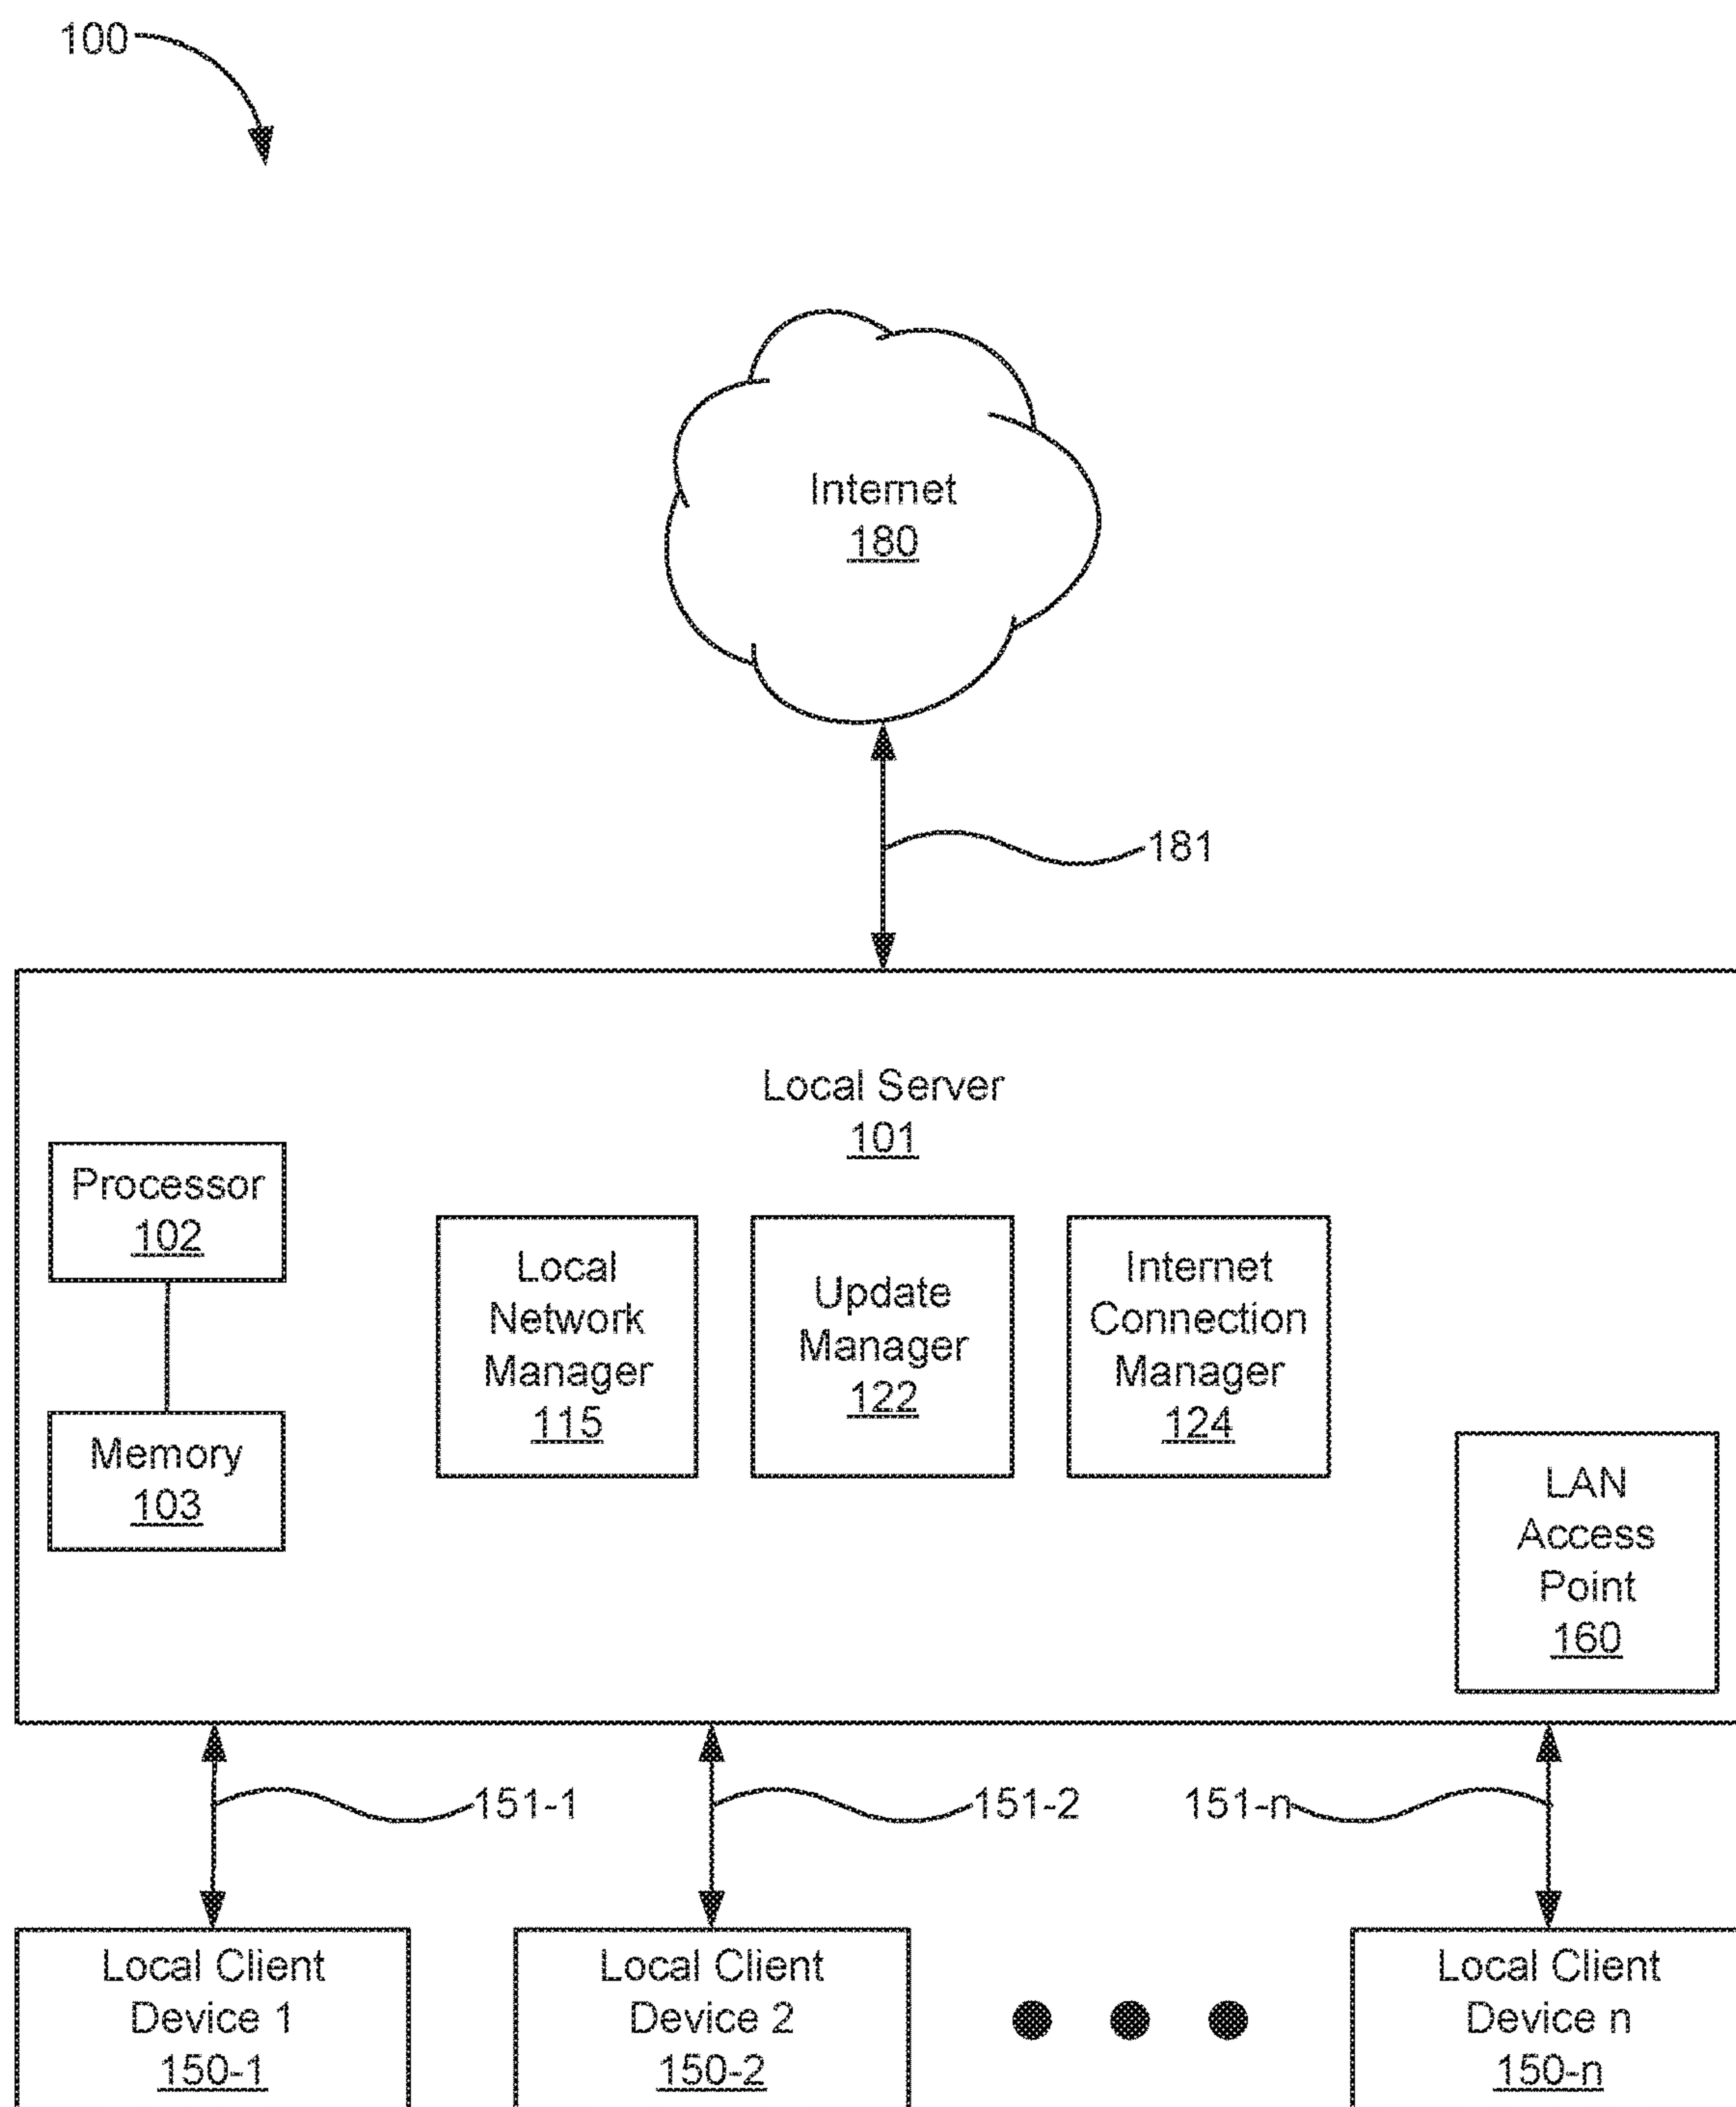 100
Internet
180
181
Local Server
101
Processor
102
Memory
103
Local
Network
Manager
115
Update
Manager
122
Internet
Connection
Manager
124
LAN
Access
Point
160
151-1
151-2
151-n
Local Client
Device 1
150-1
Local Client
Device 2
150-2
Local Client
Device n
150-n